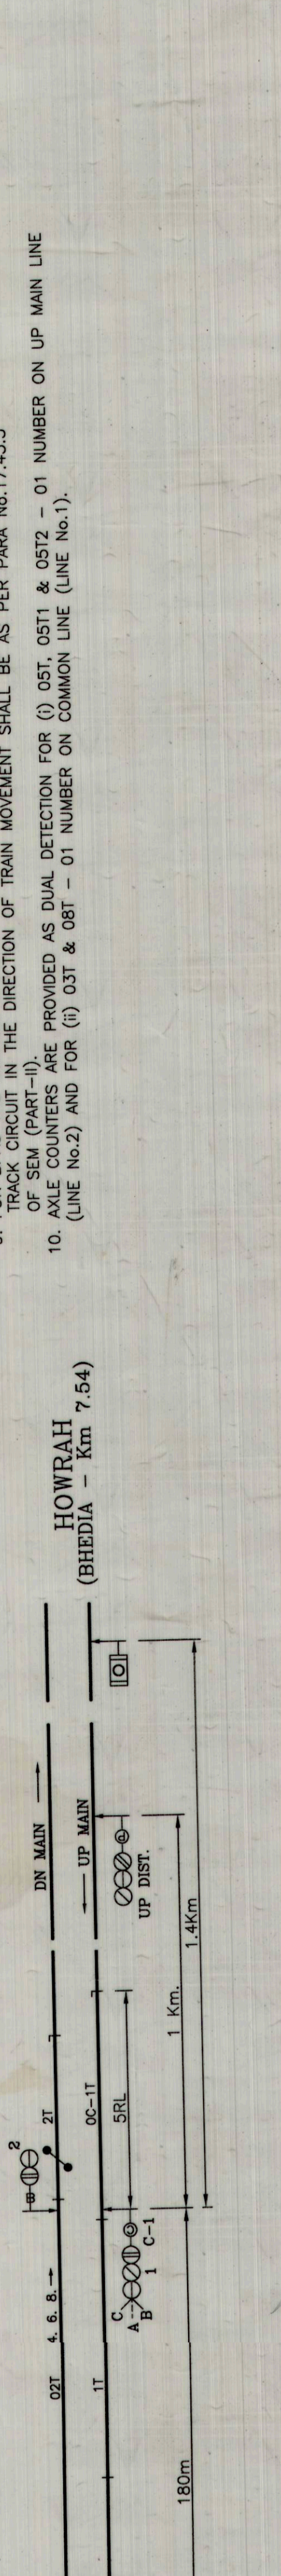 TRACK CIRCUIT IN THE DIRECTION OF TRAIN MOVEMENT SHALL BE AS PER PARA No.17.45.5
OF SEM (PART-II).
10. AXLE COUNTERS ARE PROVIDED AS DUAL DETECTION FOR (i) 05T, 05T1 & 05T2 - 01 NUMBER ON UP MAIN LINE
(LINE No.2) AND FOR (ii) 03T & 08T - 01 NUMBER ON COMMON LINE (LINE No.1).
HOWRAH
(BHEDIA - Km 7.54)
DN MAIN
UP MAIN
UP DIST.
2
2T
4. 6. 8.
02T
0C-1T
1T
5RL
C
A
B
1
C-1
1 Km.
1.4Km
180m